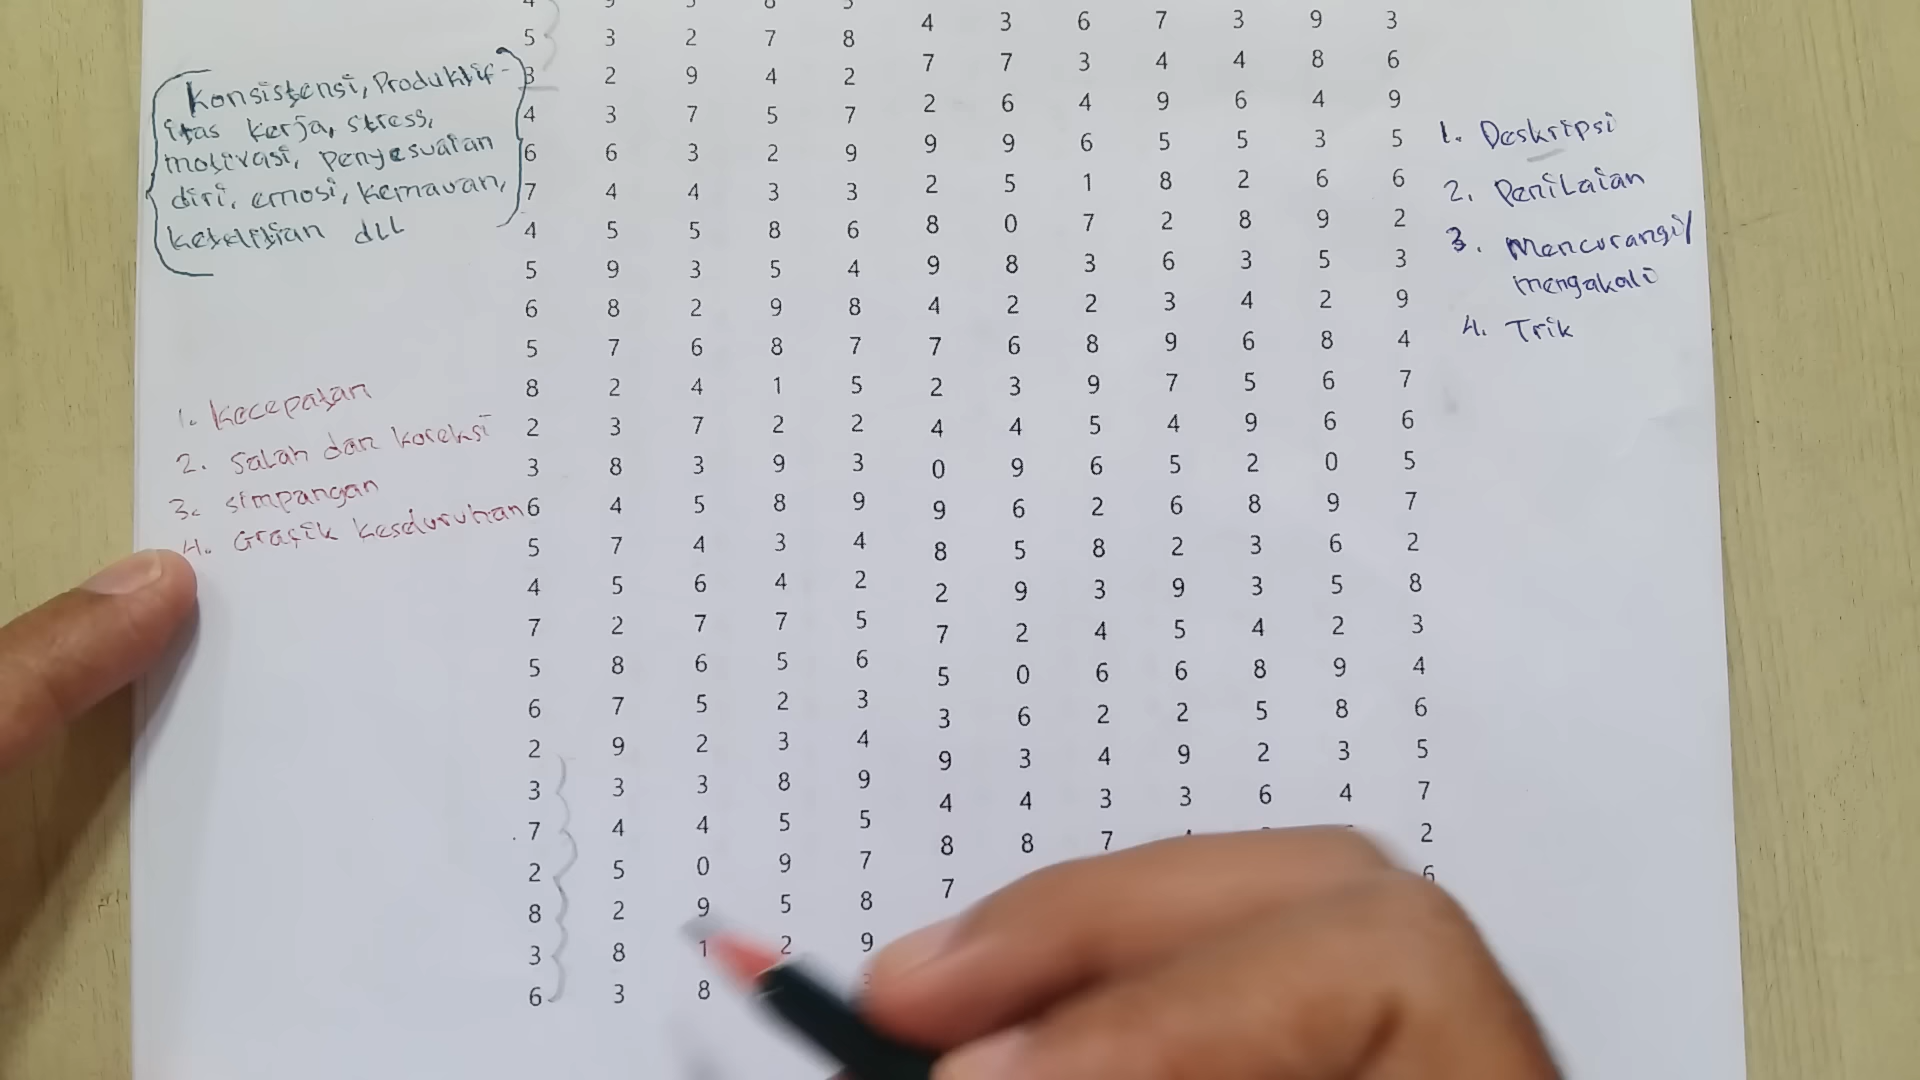 4 3 6 7 3 9 3
5 3 2 7 8
7 7 3 4 4 8 6
3 2 9 4 2
2 6 4 9 6 4 9
4 3 7 5 7
9 9 6 5 5 3 5
6 6 3 2 9
2 5 1 8 2 6 6
7 4 4 3 3
8 0 7 2 8 9 2
4 5 5 8 6
9 8 3 6 3 5 3
5 9 3 5 4
4 2 2 3 4 2 9
6 8 2 9 8
7 6 8 9 6 8 4
5 7 6 8 7
2 3 9 7 5 6 7
8 2 4 1 5
4 4 5 4 9 6 6
2 3 7 2 2
0 9 6 5 2 0 5
3 8 3 9 3
9 6 2 6 8 9 7
6 4 5 8 9
8 5 8 2 3 6 2
5 7 4 3 4
2 9 3 9 3 5 8
4 5 6 4 2
7 2 4 5 4 2 3
7 2 7 7 5
5 0 6 6 8 9 4
5 8 6 5 6
3 6 2 2 5 8 6
6 7 5 2 3
9 3 4 9 2 3 5
2 9 2 3 4
4 4 3 3 6 4 7
3 3 3 8 9
8 8 7
2
7 4 4 5 5
7
2 5 0 9 7
8 2 9 5 8
3 8 1 2 9
6 3 8
Konsistensi, Produktif-
itas kerja, stress,
motivasi, penyesuaian
diri, emosi, kemauan,
ketelitian dll
1. Kecepatan
2. Salah dan koreksi
3. Simpangan
4. Grafik keseluruhan
1. Deskripsi
2. Penilaian
3. Mencurangi/
mengakali
4. Trik